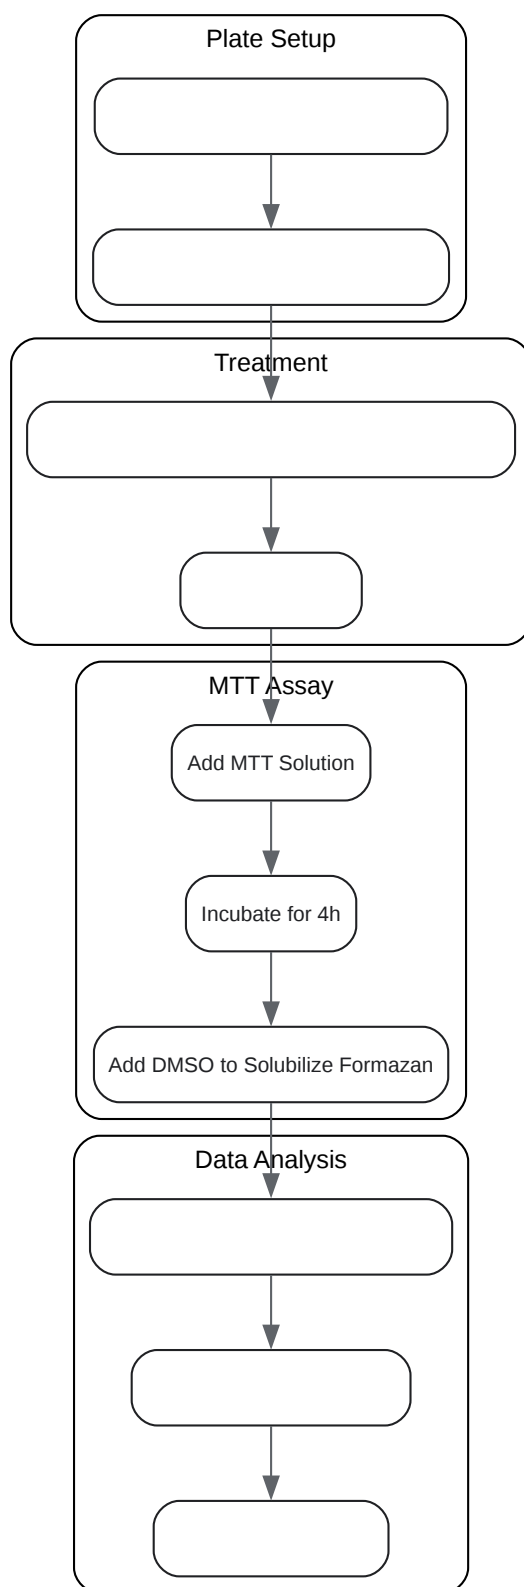 Plate Setup
Treatment
MTT Assay
Add MTT Solution
Incubate for 4h
Add DMSO to Solubilize Formazan
Data Analysis